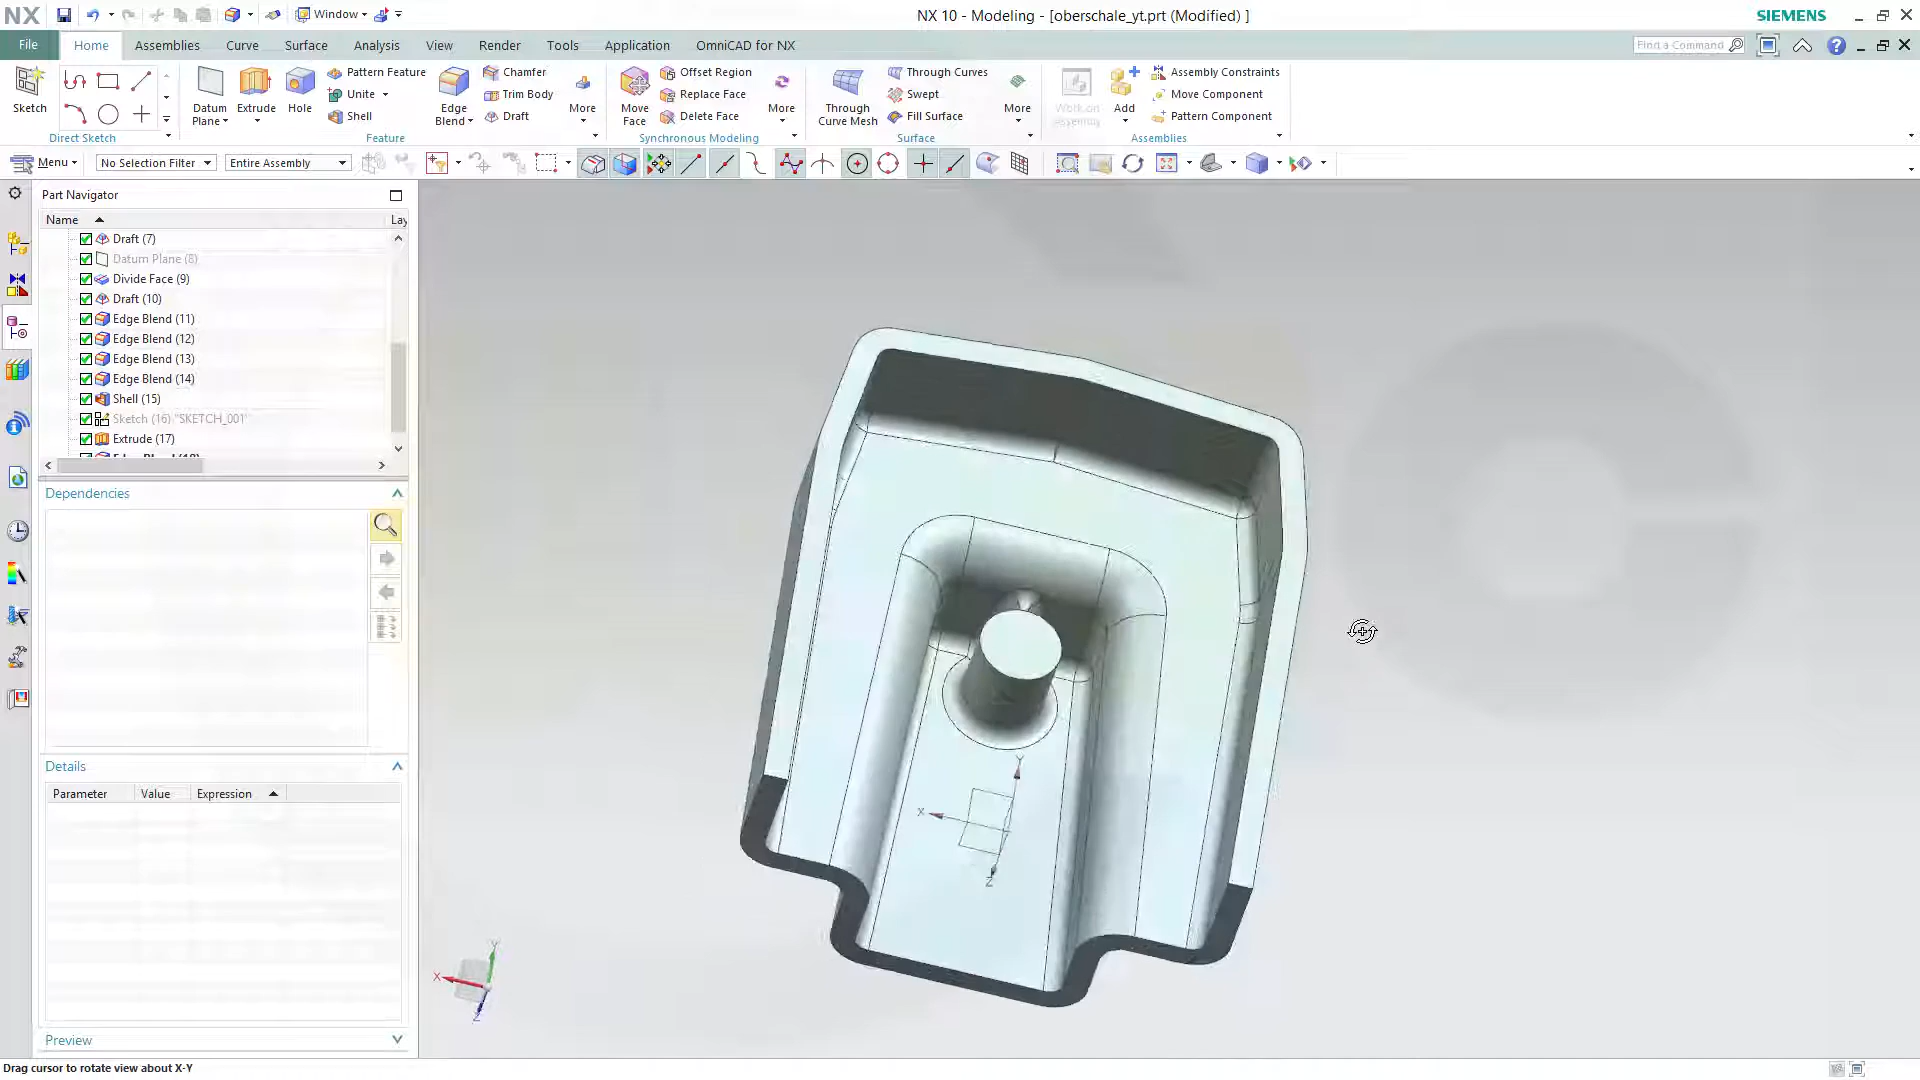 NX
Window
NX 10 - Modeling - [oberschale_yt.prt (Modified) ]
SIEMENS
File
Home
Assemblies
Curve
Surface
Analysis
View
Render
Tools
Application
OmniCAD for NX
Find a Command
Sketch
Direct Sketch
Datum Plane
Extrude
Hole
Pattern Feature
Unite
Shell
Edge Blend
Chamfer
Trim Body
Draft
More
Feature
Move Face
Offset Region
Replace Face
Delete Face
More
Synchronous Modeling
Through Curve Mesh
Through Curves
Swept
Fill Surface
More
Surface
Work on Assembly
Add
Assembly Constraints
Move Component
Pattern Component
Assemblies
Menu
No Selection Filter
Entire Assembly
Part Navigator
Name
Lay
Draft (7)
Datum Plane (8)
Divide Face (9)
Draft (10)
Edge Blend (11)
Edge Blend (12)
Edge Blend (13)
Edge Blend (14)
Shell (15)
Sketch (16) "SKETCH_001"
Extrude (17)
Dependencies
Details
Parameter
Value
Expression
Preview
Y
X
Z
Y
X
Z
Drag cursor to rotate view about X-Y